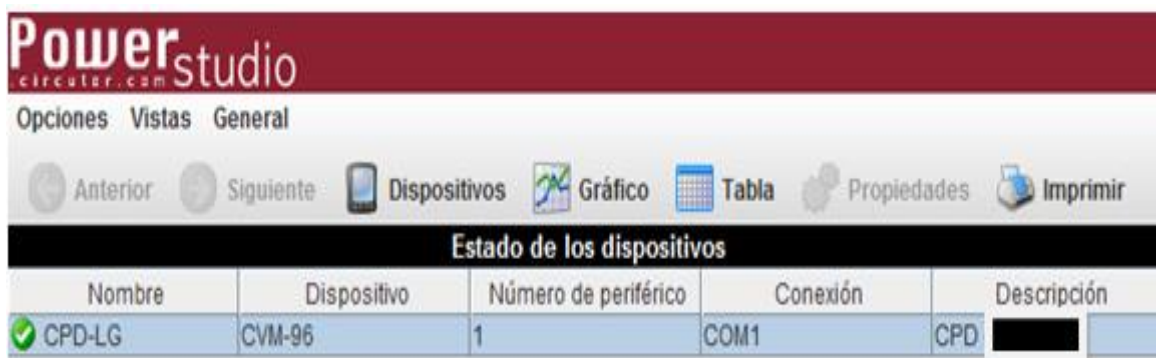 Power studio
.circutor.com
Opciones Vistas General
Anterior Siguiente Dispositivos Gráfico Tabla Propiedades Imprimir
Estado de los dispositivos
Nombre Dispositivo Número de periférico Conexión Descripción
CPD-LG CVM-96 1 COM1 CPD